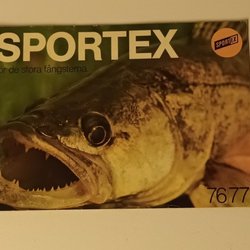 SPORTEX
för de stora fångsterna
SPORTEX
76/77